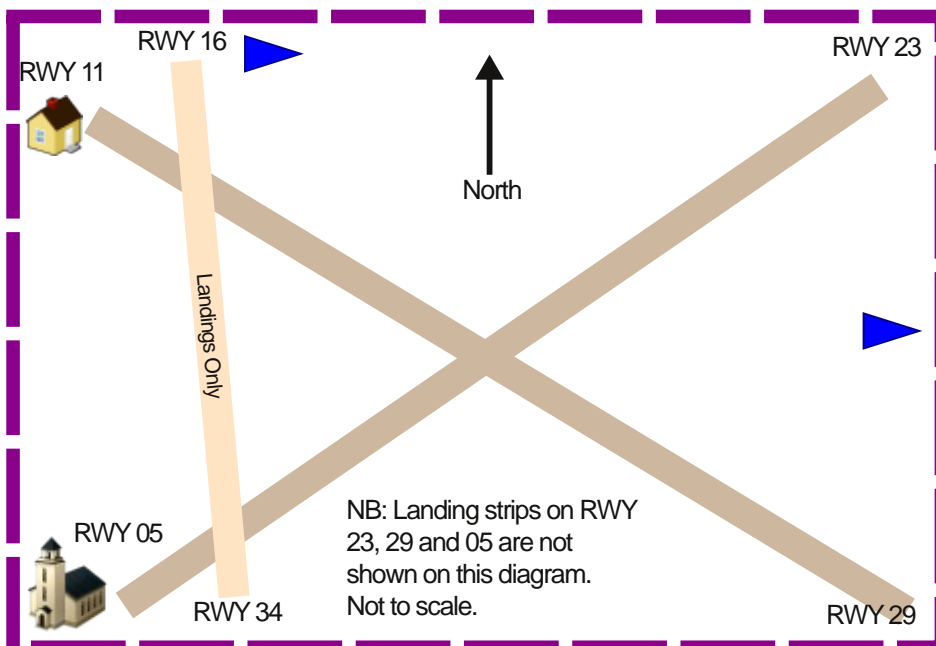 RWY 16
RWY 23
RWY 11
North
Landings Only
NB: Landing strips on RWY
23, 29 and 05 are not
shown on this diagram.
Not to scale.
RWY 05
RWY 34
RWY 29